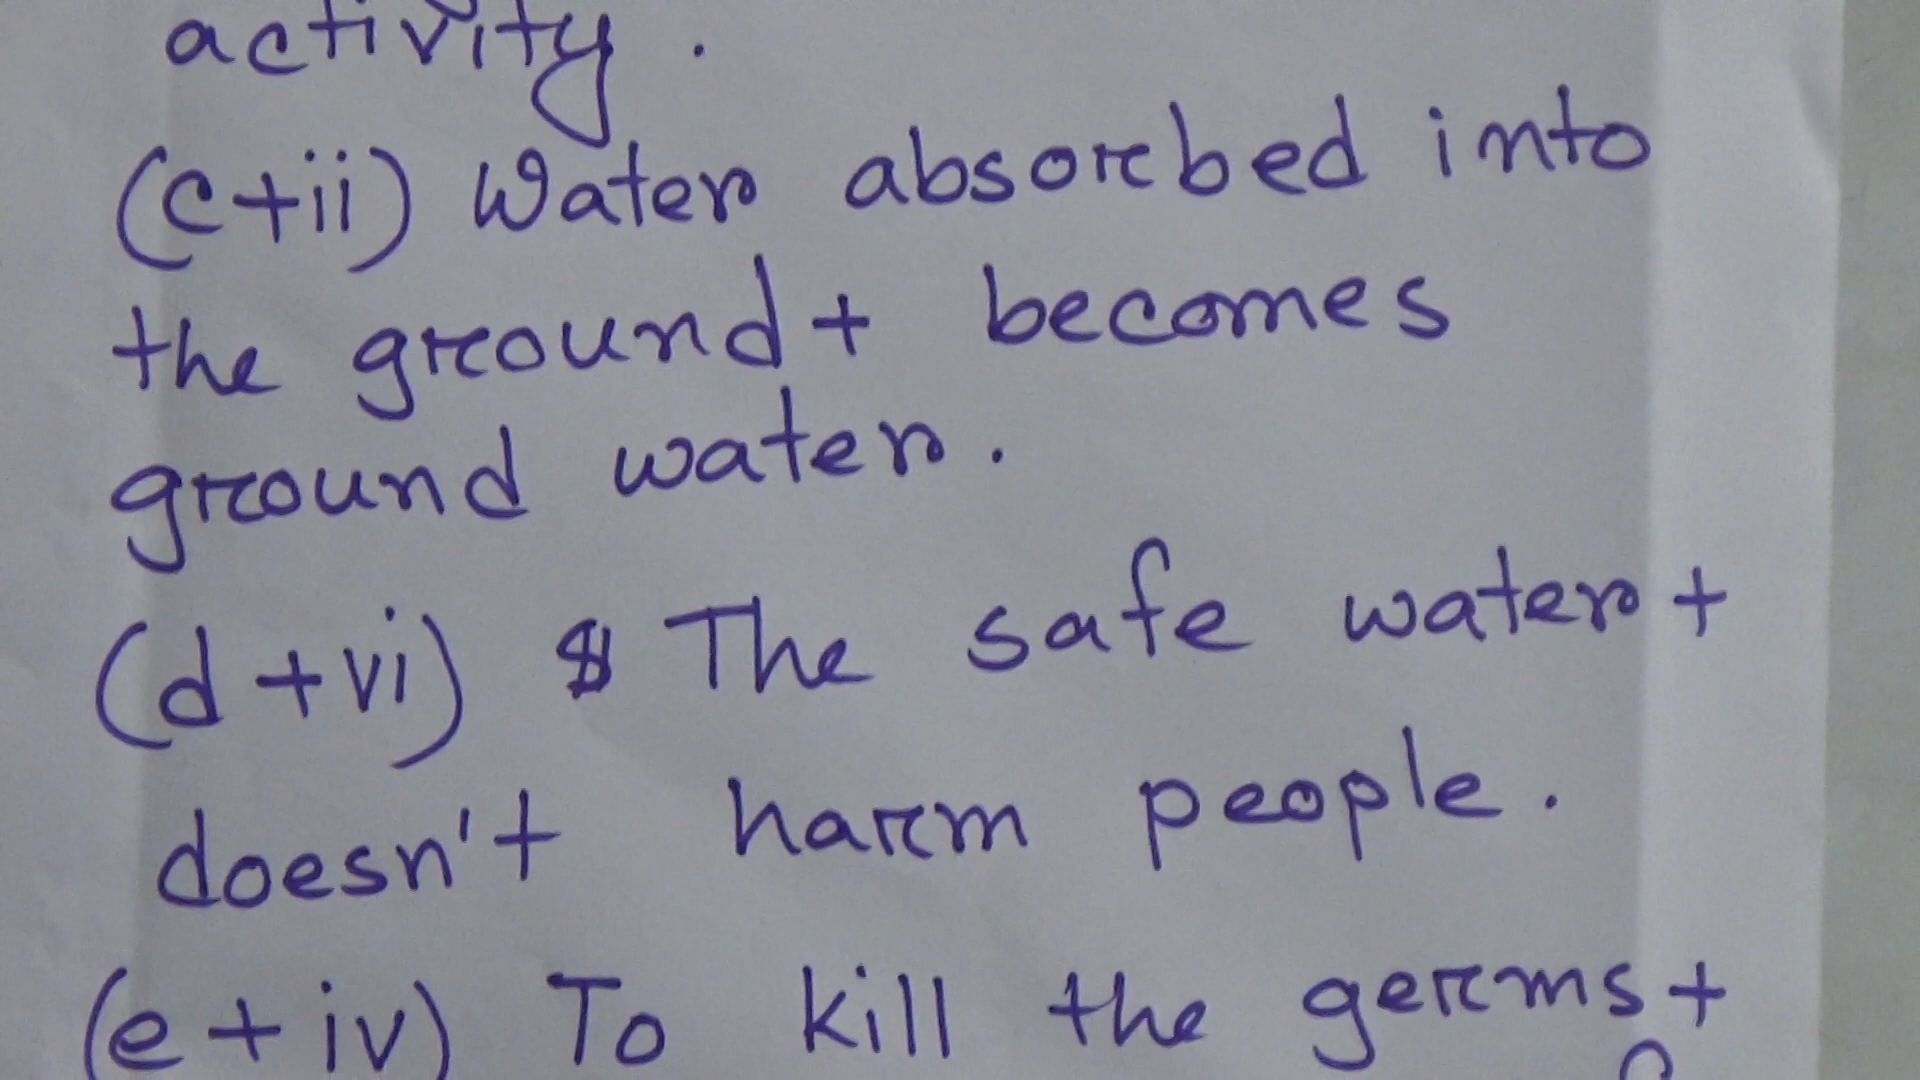 activity.
(c+ii) Water absorbed into
the ground + becomes
ground water.
(d+vi) The safe water +
doesn't harm people.
(e+iv) To kill the germs +